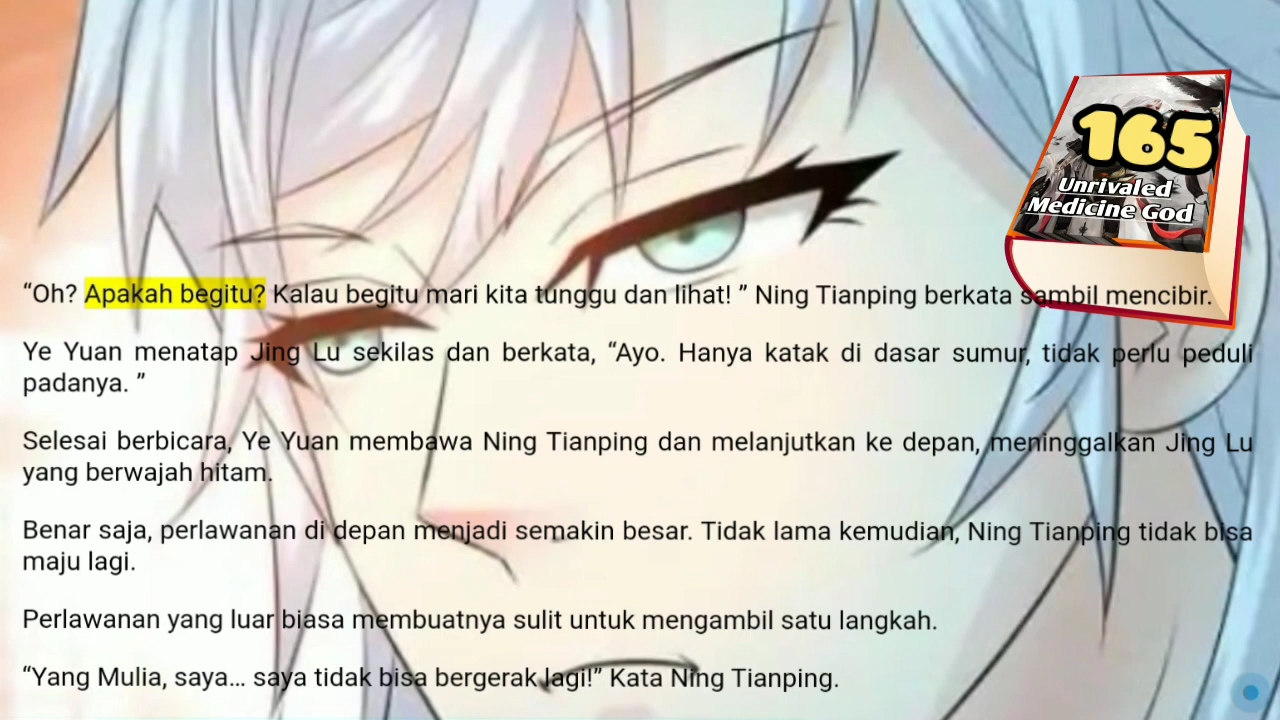 165
Unrivaled
Medicine God
“Oh? Apakah begitu? Kalau begitu mari kita tunggu dan lihat! ” Ning Tianping berkata sambil mencibir.
Ye Yuan menatap Jing Lu sekilas dan berkata, “Ayo. Hanya katak di dasar sumur, tidak perlu peduli
padanya. ”
Selesai berbicara, Ye Yuan membawa Ning Tianping dan melanjutkan ke depan, meninggalkan Jing Lu
yang berwajah hitam.
Benar saja, perlawanan di depan menjadi semakin besar. Tidak lama kemudian, Ning Tianping tidak bisa
maju lagi.
Perlawanan yang luar biasa membuatnya sulit untuk mengambil satu langkah.
“Yang Mulia, saya… saya tidak bisa bergerak lagi!” Kata Ning Tianping.